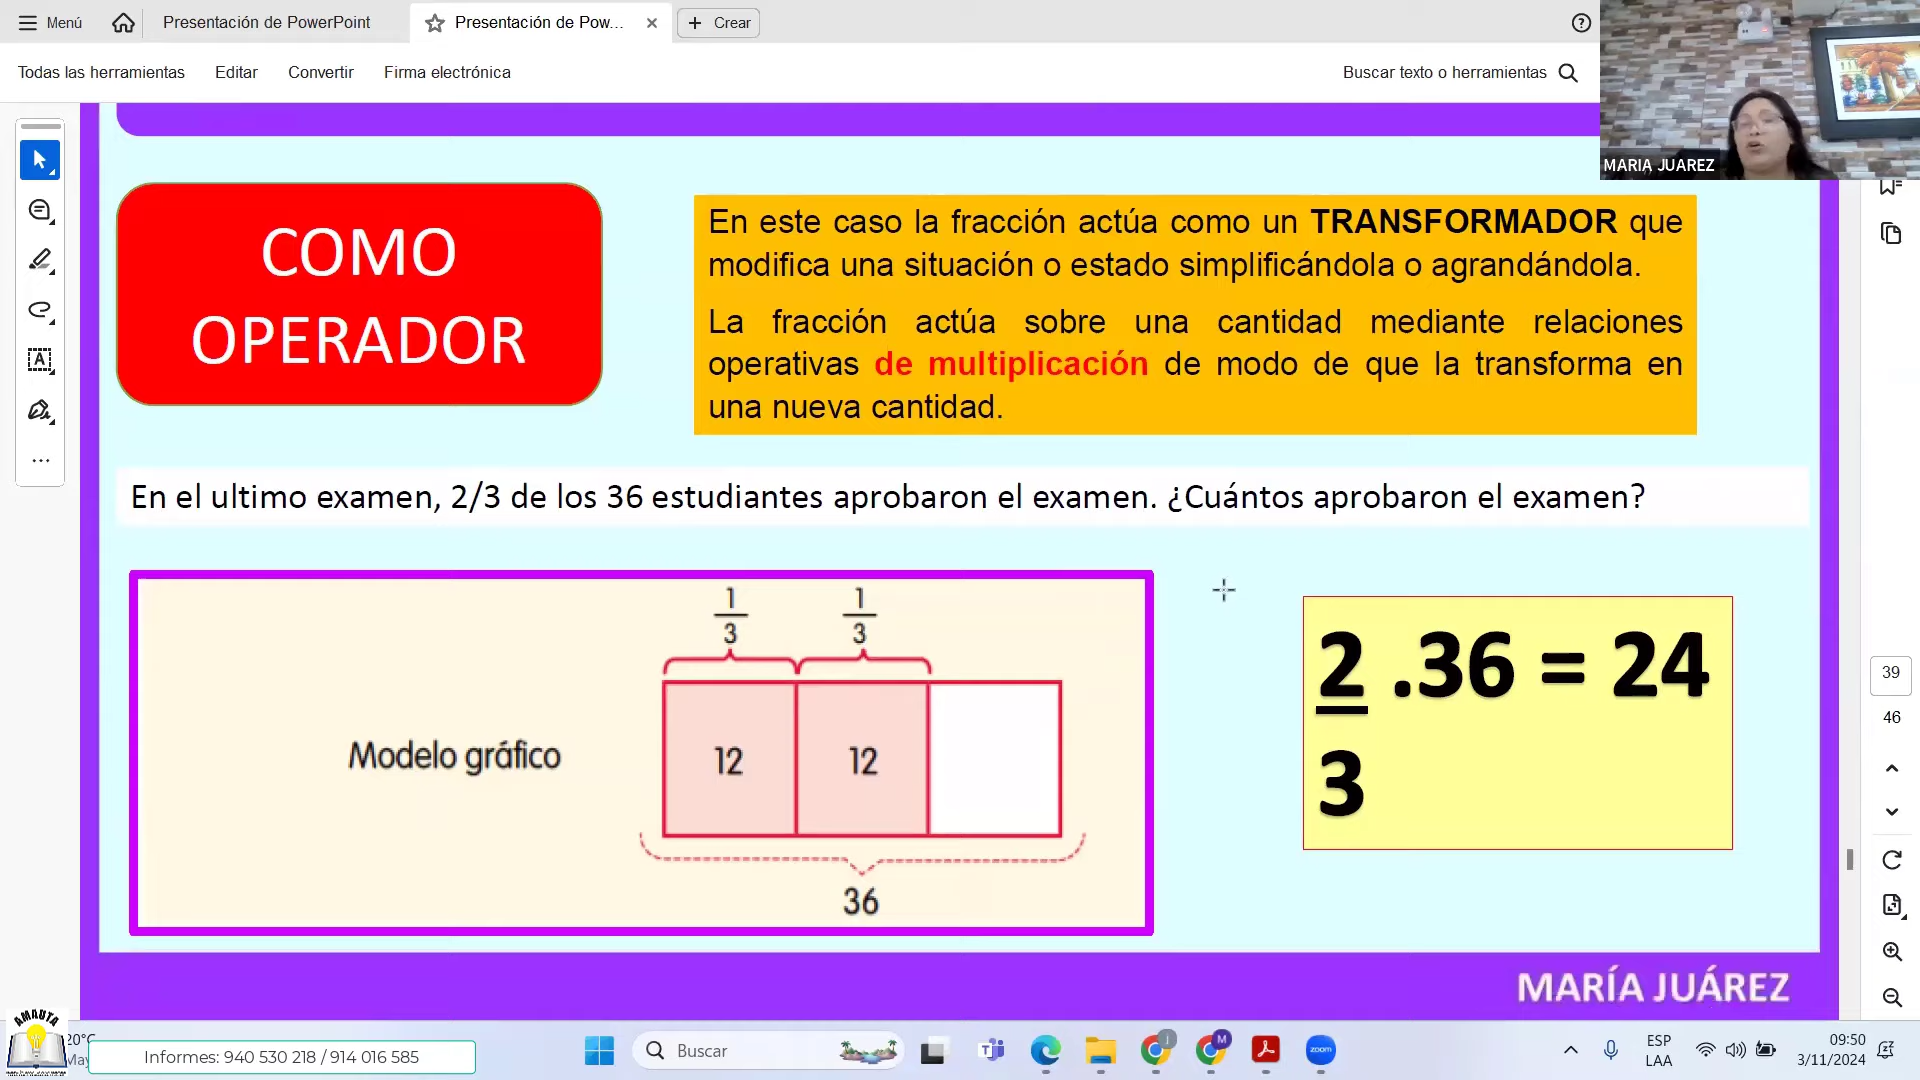 Menú
Presentación de PowerPoint
Presentación de Pow...
Crear
Todas las herramientas
Editar
Convertir
Firma electrónica
Buscar texto o herramientas
MARIA JUAREZ
COMO
OPERADOR
En este caso la fracción actúa como un TRANSFORMADOR que
modifica una situación o estado simplificándola o agrandándola.
La fracción actúa sobre una cantidad mediante relaciones
operativas de multiplicación de modo de que la transforma en
una nueva cantidad.
En el ultimo examen, 2/3 de los 36 estudiantes aprobaron el examen. ¿Cuántos aprobaron el examen?
1 1
3 3
Modelo gráfico
12 12
36
2 .36 = 24
3
39
46
MARÍA JUÁREZ
AMAUTA
20°C
Informes: 940 530 218 / 914 016 585
Buscar
zoom
ESP
LAA
09:50
3/11/2024